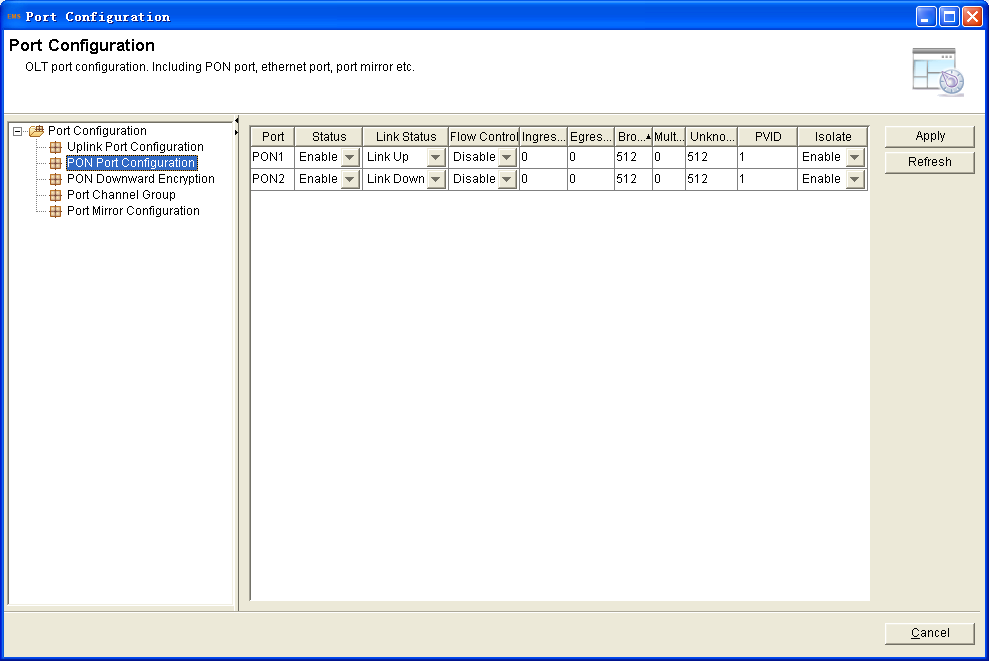 EMS Port Configuration
Port Configuration
OLT port configuration. Including PON port, ethernet port, port mirror etc.
Port Configuration
Uplink Port Configuration
PON Port Configuration
PON Downward Encryption
Port Channel Group
Port Mirror Configuration
Port Status Link Status Flow Control Ingres... Egres... Bro... Mult... Unkno... PVID Isolate
PON1 Enable Link Up Disable 0 0 512 0 512 1 Enable
PON2 Enable Link Down Disable 0 0 512 0 512 1 Enable
Apply
Refresh
Cancel